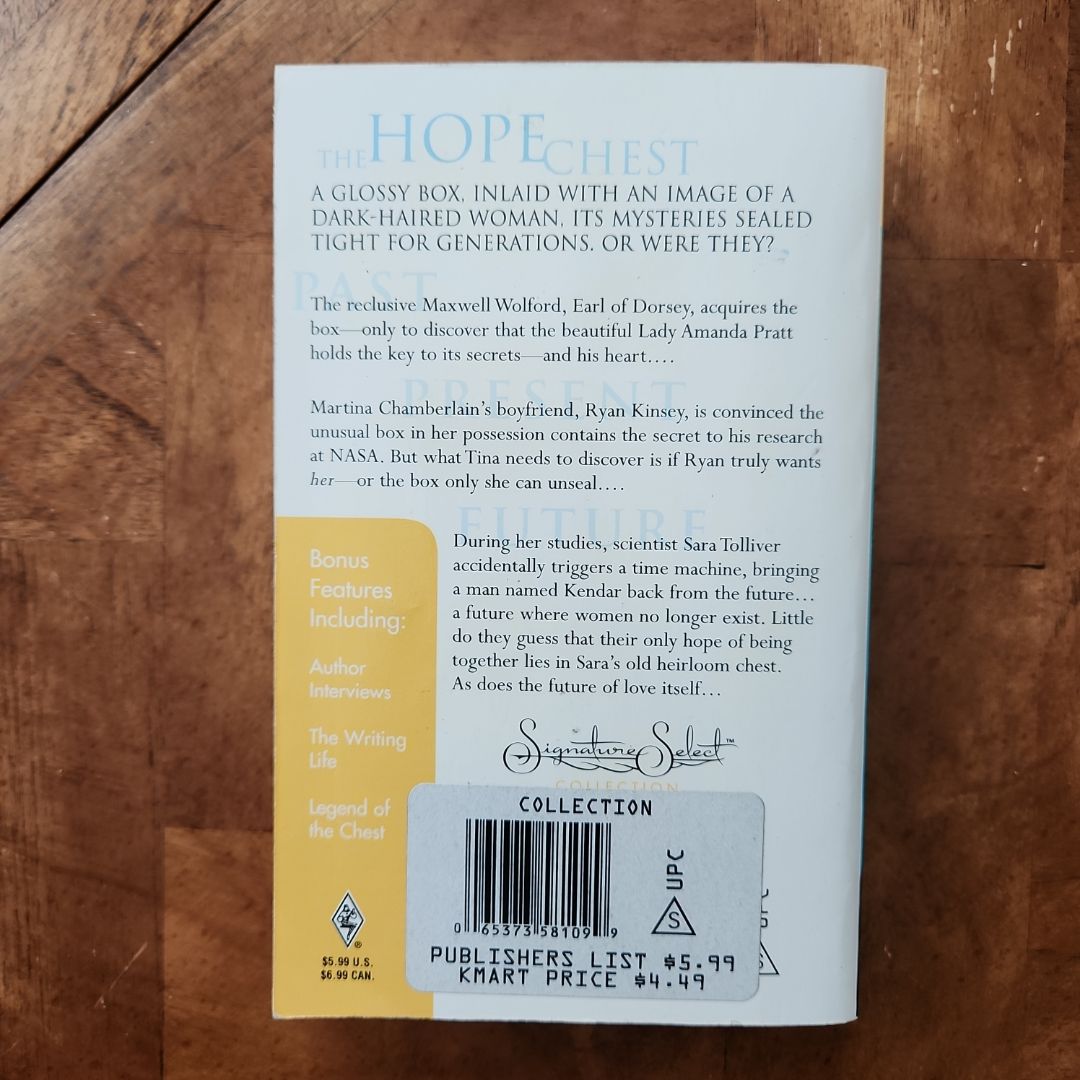 THE HOPE CHEST
A GLOSSY BOX, INLAID WITH AN IMAGE OF A
DARK-HAIRED WOMAN, ITS MYSTERIES SEALED
TIGHT FOR GENERATIONS. OR WERE THEY?
PAST
The reclusive Maxwell Wolford, Earl of Dorsey, acquires the
box—only to discover that the beautiful Lady Amanda Pratt
holds the key to its secrets—and his heart....
PRESENT
Martina Chamberlain's boyfriend, Ryan Kinsey, is convinced the
unusual box in her possession contains the secret to his research
at NASA. But what Tina needs to discover is if Ryan truly wants
her—or the box only she can unseal....
FUTURE
During her studies, scientist Sara Tolliver
accidentally triggers a time machine, bringing
a man named Kendar back from the future...
a future where women no longer exist. Little
do they guess that their only hope of being
together lies in Sara's old heirloom chest.
As does the future of love itself...
Bonus
Features
Including:
Author
Interviews
The Writing
Life
Legend of
the Chest
®
$5.99 U.S.
$6.99 CAN.
Signature Select™
COLLECTION
COLLECTION
UPC
S
0 65373 58109 9
PUBLISHERS LIST $5.99
KMART PRICE $4.49